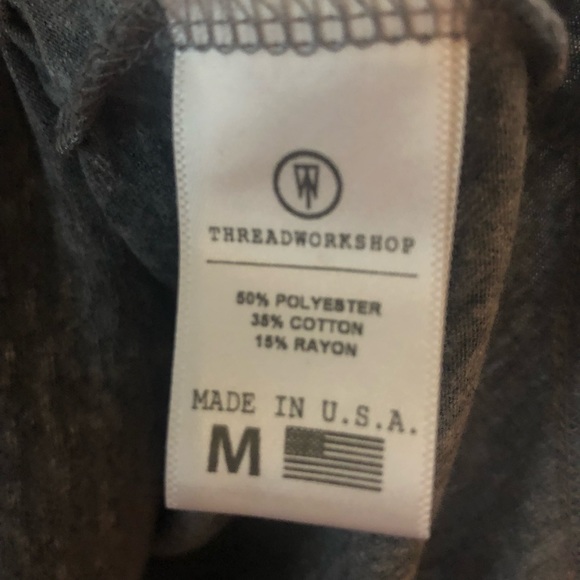 THREADWORKSHOP
50% POLYESTER
35% COTTON
15% RAYON
MADE IN U.S.A.
M